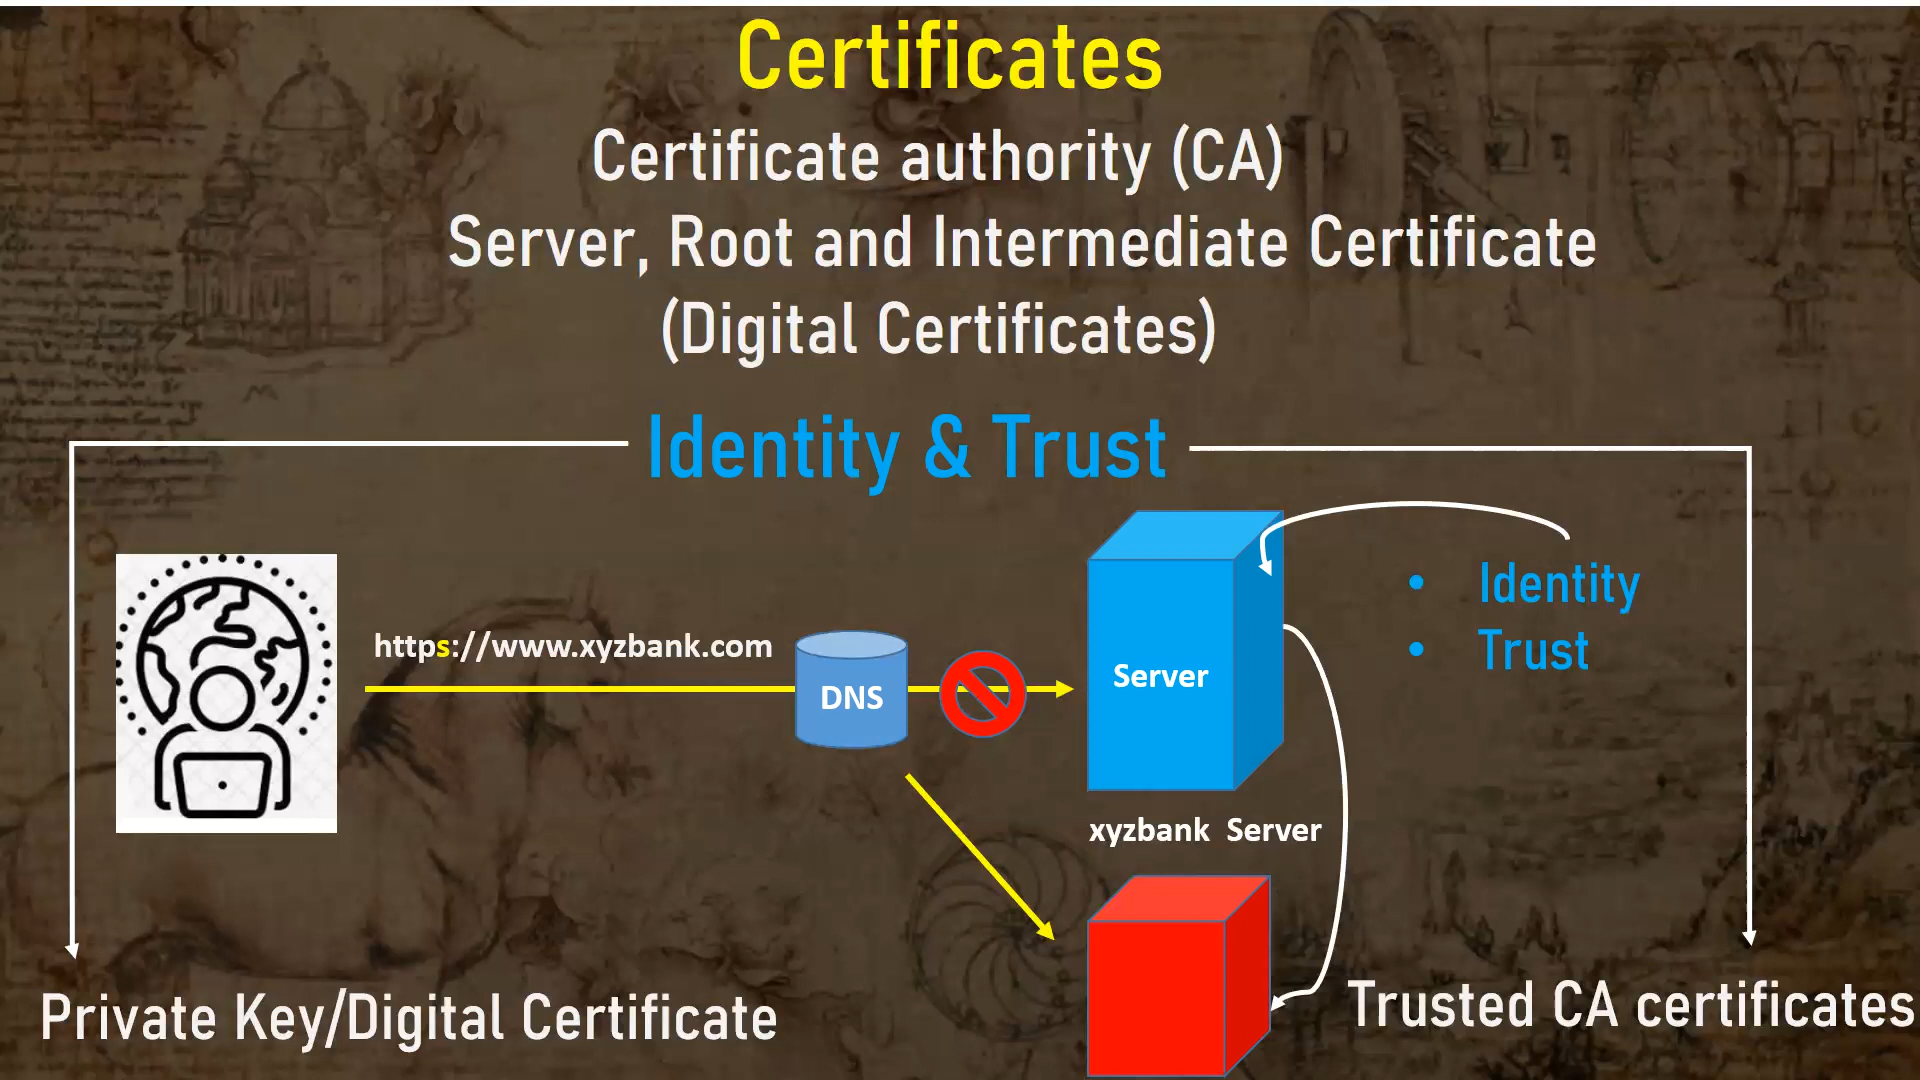 Certificates
Certificate authority (CA)
Server, Root and Intermediate Certificate
(Digital Certificates)
Identity & Trust
https://www.xyzbank.com
DNS
Server
• Identity
• Trust
xyzbank Server
Private Key/Digital Certificate
Trusted CA certificates